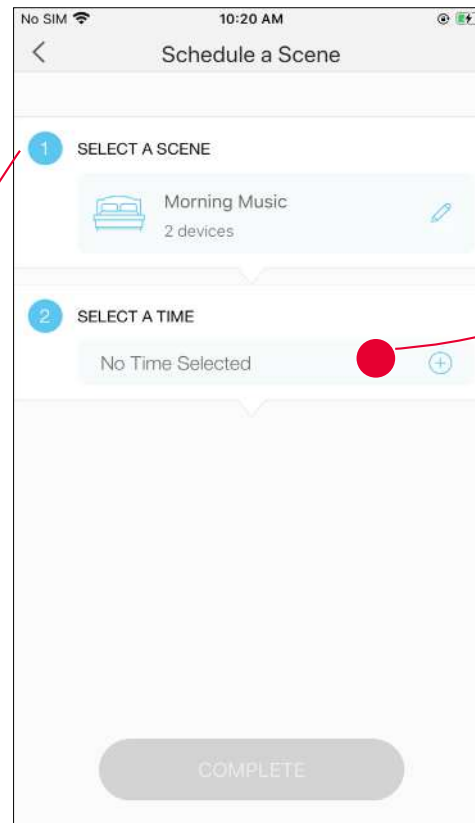 No SIM 10:20 AM
Schedule a Scene
1 SELECT A SCENE
Morning Music
2 devices
2 SELECT A TIME
No Time Selected
COMPLETE